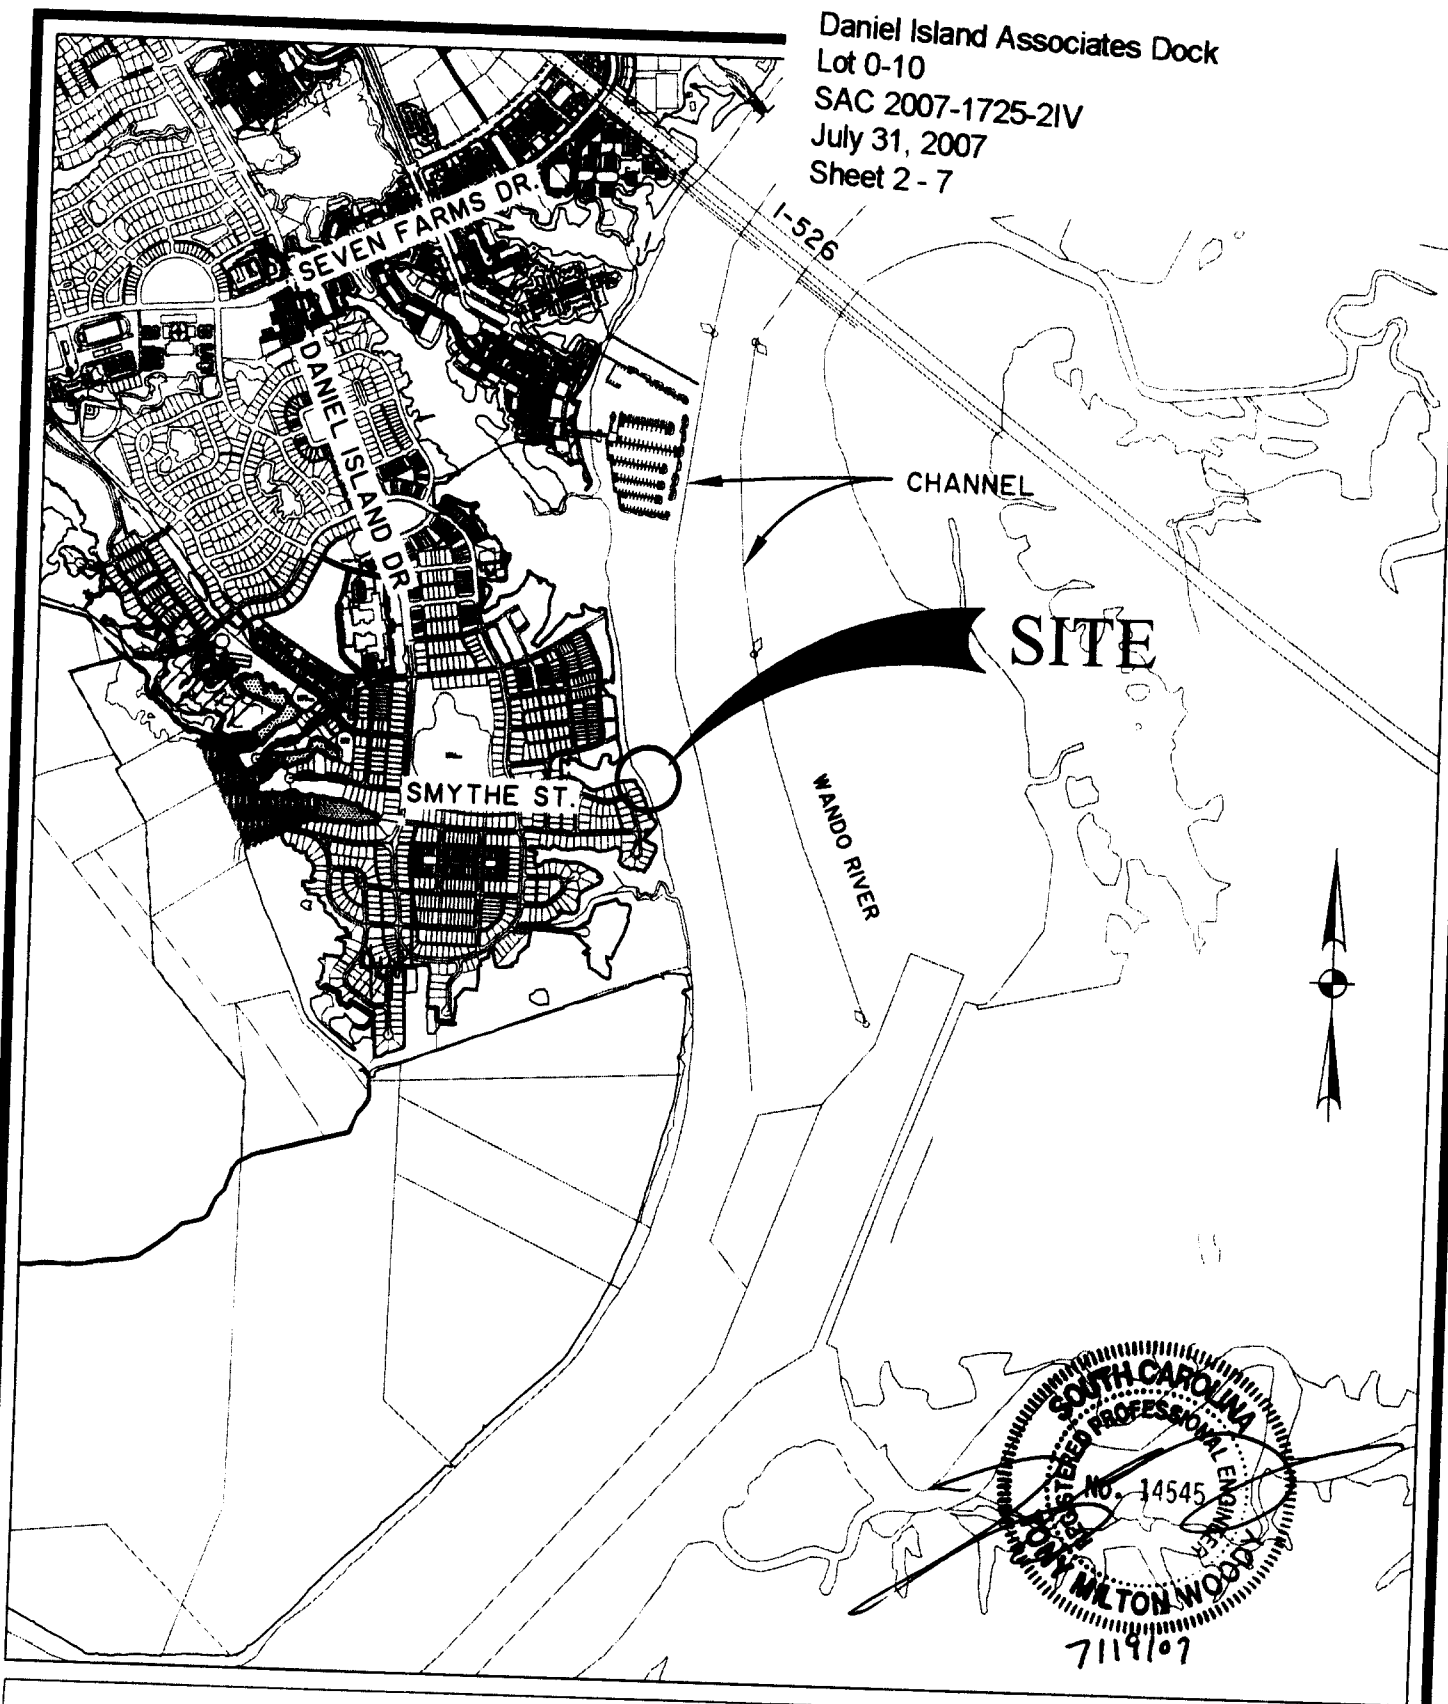 Daniel Island Associates Dock
Lot 0-10
SAC 2007-1725-2IV
July 31, 2007
Sheet 2 - 7
I-526
SEVEN FARMS DR.
DANIEL ISLAND DR
CHANNEL
SITE
SMYTHE ST.
WANDO RIVER
SOUTH CAROLINA
REGISTERED PROFESSIONAL ENGINEER
No. 14545
TONY MILTON WOODY
7/19/07